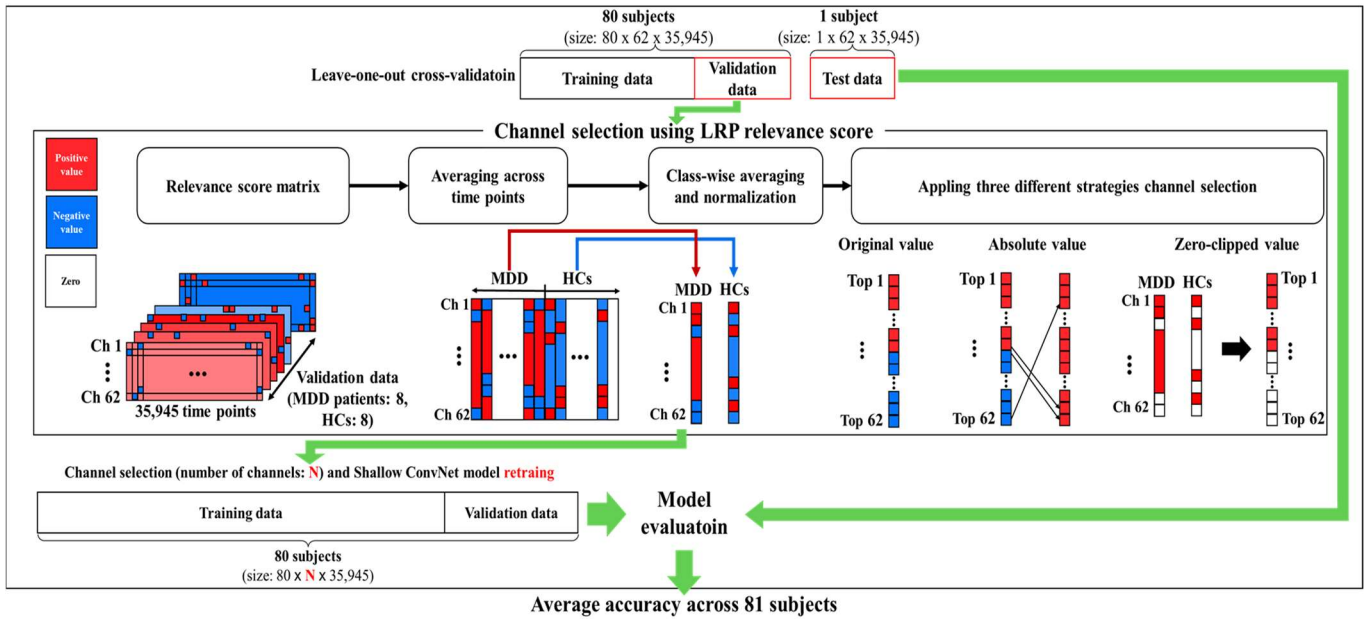 80 subjects
(size: 80 x 62 x 35,945)
1 subject
(size: 1 x 62 x 35,945)
Leave-one-out cross-validatoin
Training data
Validation
data
Test data
Channel selection using LRP relevance score
Positive
value
Negative
value
Zero
Relevance score matrix
Averaging across
time points
Class-wise averaging
and normalization
Appling three different strategies channel selection
Ch 1
⋮
Ch 62
...
35,945 time points
Validation data
(MDD patients: 8,
HCs: 8)
MDD
HCs
Ch 1
⋮
Ch 62
... ...
MDD HCs
Ch 1
⋮
Ch 62
Original value
Top 1
⋮
Top 62
Absolute value
Top 1
⋮
Top 62
Zero-clipped value
MDD HCs
Ch 1
⋮
Ch 62
Top 1
⋮
Top 62
Channel selection (number of channels: N) and Shallow ConvNet model retraing
Training data
Validation data
80 subjects
(size: 80 x N x 35,945)
Model
evaluatoin
Average accuracy across 81 subjects